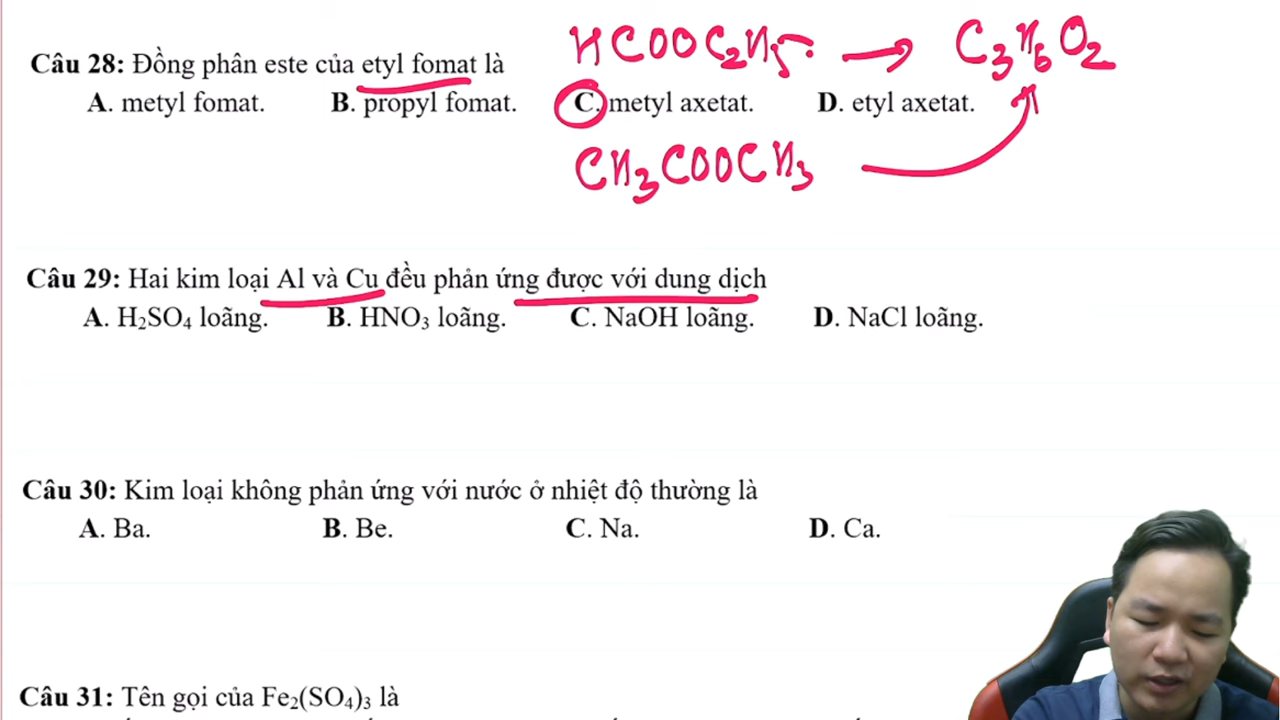 HCOOC₂H₅ → C₃H₆O₂
Câu 28: Đồng phân este của etyl fomat là
A. metyl fomat. B. propyl fomat. C. metyl axetat. D. etyl axetat.
CH₃COOCH₃
Câu 29: Hai kim loại Al và Cu đều phản ứng được với dung dịch
A. H₂SO₄ loãng. B. HNO₃ loãng. C. NaOH loãng. D. NaCl loãng.
Câu 30: Kim loại không phản ứng với nước ở nhiệt độ thường là
A. Ba. B. Be. C. Na. D. Ca.
Câu 31: Tên gọi của Fe₂(SO₄)₃ là